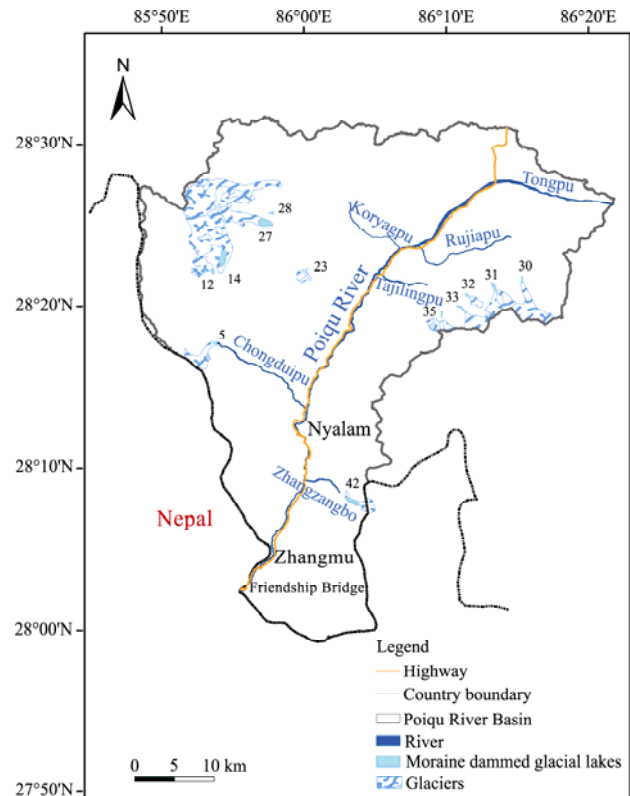 85°50'E 86°00'E 86°10'E 86°20'E
N
28°30'N
28°20'N
28°10'N
28°00'N
27°50'N
Tongpu
28
27
Koryagpu
Rujiapu
12
14
23
Tajilingpu
30
31
32
33
35
Poiqu River
5
Chongduipu
Nyalam
42
Zhangzangbo
Nepal
Zhangmu
Friendship Bridge
Legend
Highway
Country boundary
Poiqu River Basin
River
Moraine dammed glacial lakes
Glaciers
0 5 10 km